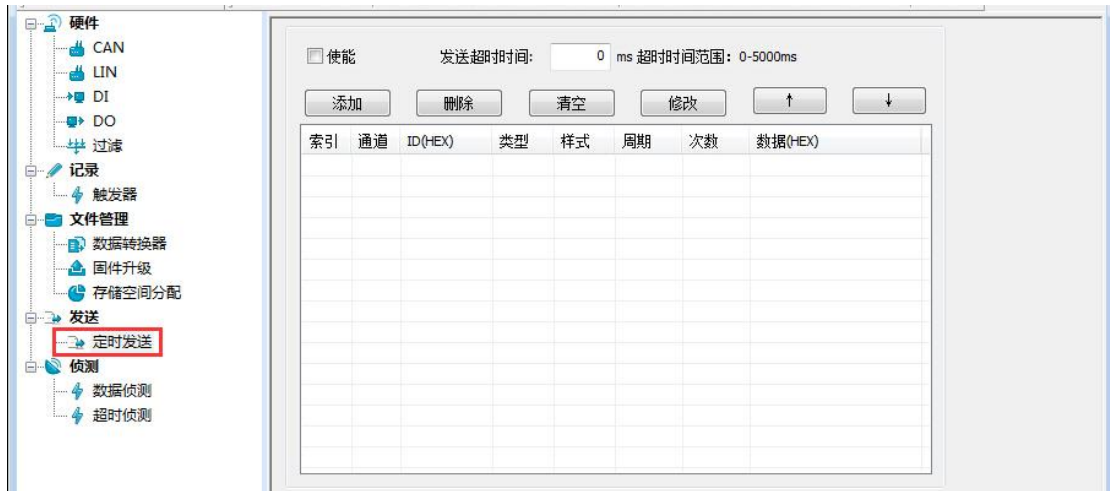 硬件
CAN
LIN
DI
DO
过滤
记录
触发器
文件管理
数据转换器
固件升级
存储空间分配
发送
定时发送
侦测
数据侦测
超时侦测
使能 发送超时时间: 0 ms 超时时间范围：0-5000ms
添加 删除 清空 修改 ↑ ↓
索引 通道 ID(HEX) 类型 样式 周期 次数 数据(HEX)